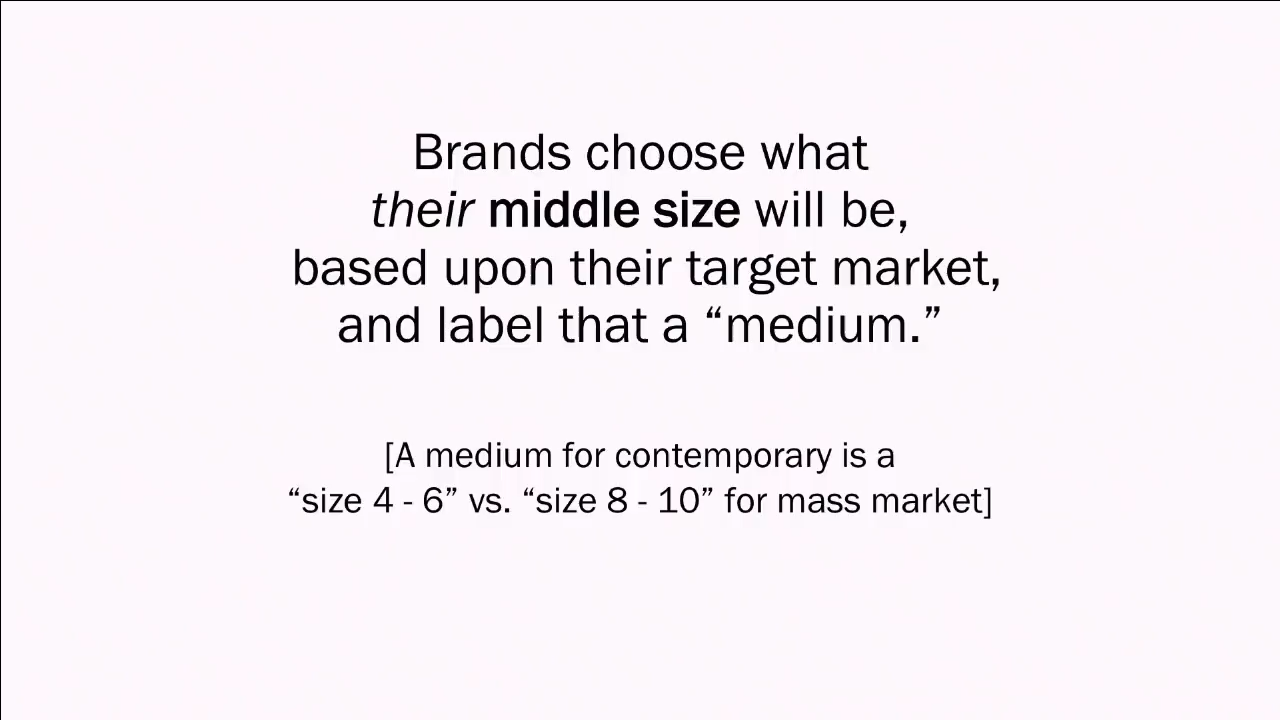 Brands choose what
their middle size will be,
based upon their target market,
and label that a “medium.”
[A medium for contemporary is a
“size 4 - 6” vs. “size 8 - 10” for mass market]